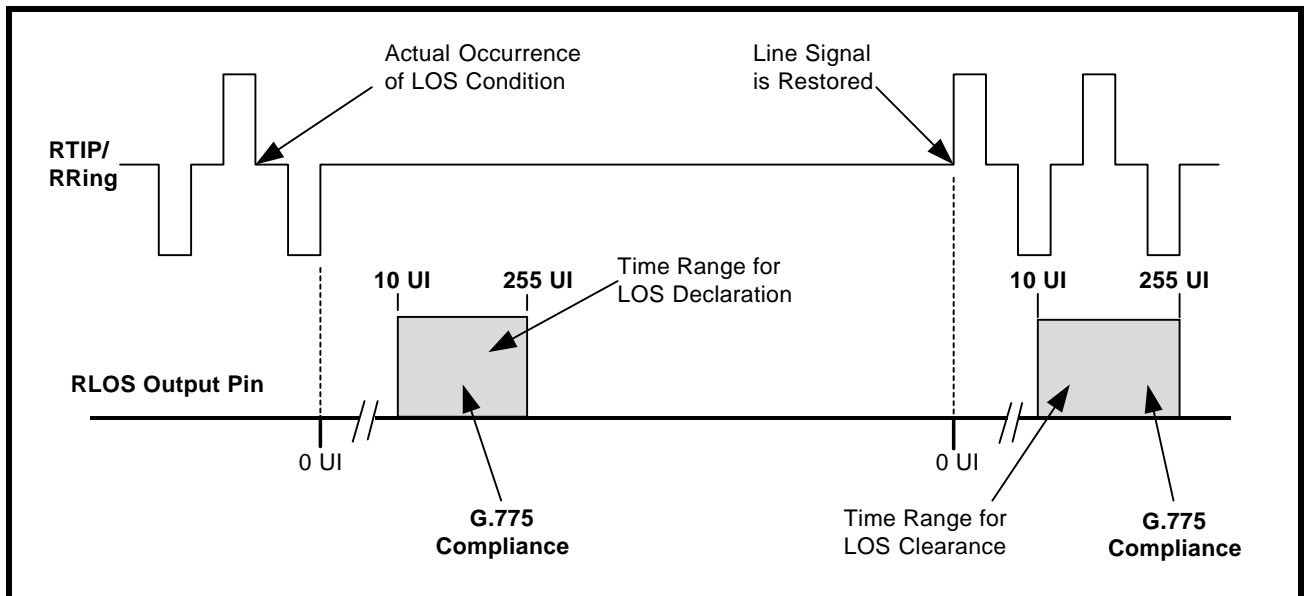 Actual Occurrence
of LOS Condition
Line Signal
is Restored
RTIP/
RRing
10 UI
255 UI
Time Range for
LOS Declaration
10 UI
255 UI
RLOS Output Pin
0 UI
0 UI
G.775
Compliance
Time Range for
LOS Clearance
G.775
Compliance